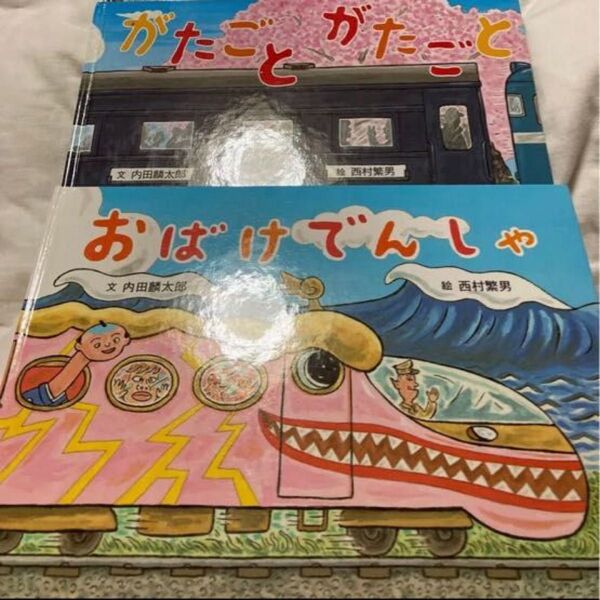 がたごと がたごと
文 内田麟太郎
絵 西村繁男
おばけでんしゃ
文 内田麟太郎
絵 西村繁男